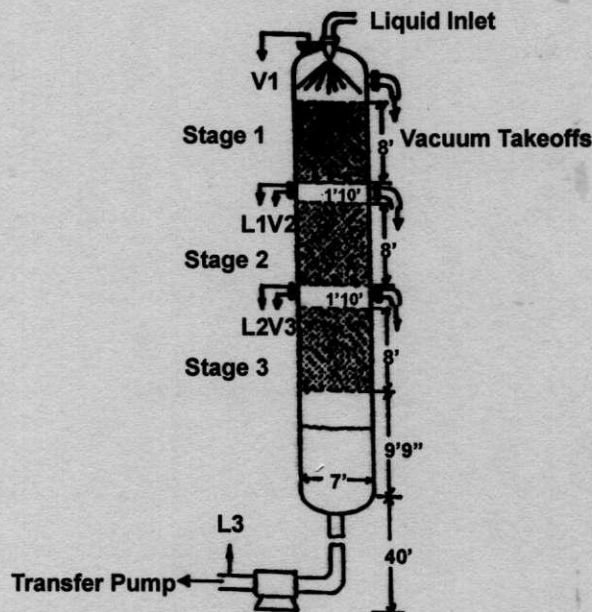 Liquid Inlet
V1
Stage 1
8'
Vacuum Takeoffs
1'10'
L1V2
Stage 2
8'
1'10'
L2V3
Stage 3
8'
9'9"
7'
L3
40'
Transfer Pump